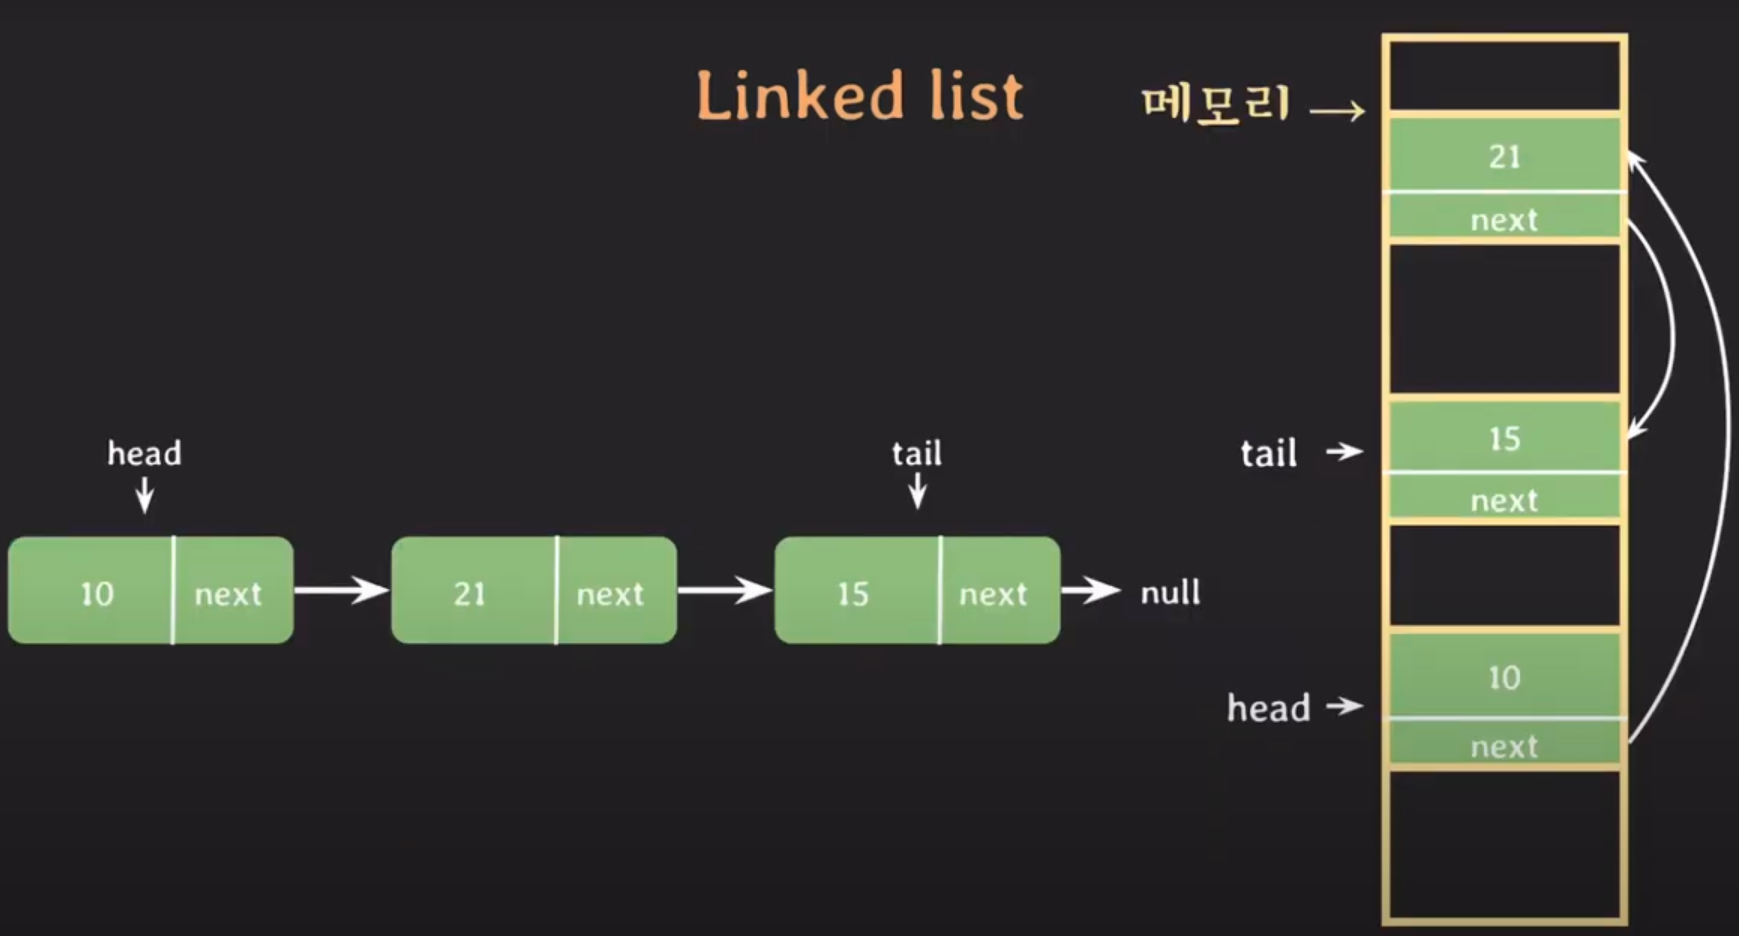 Linked list
메모리 →
21
next
15
next
10
next
tail →
head →
head
↓
tail
↓
10 next → 21 next → 15 next → null